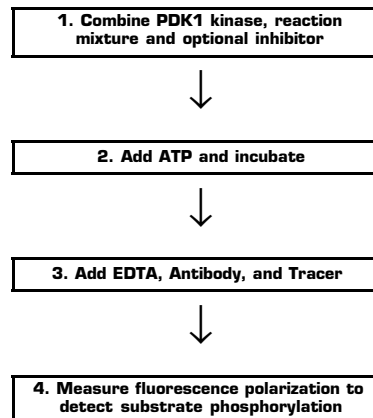 1. Combine PDK1 kinase, reaction
mixture and optional inhibitor
2. Add ATP and incubate
3. Add EDTA, Antibody, and Tracer
4. Measure fluorescence polarization to
detect substrate phosphorylation